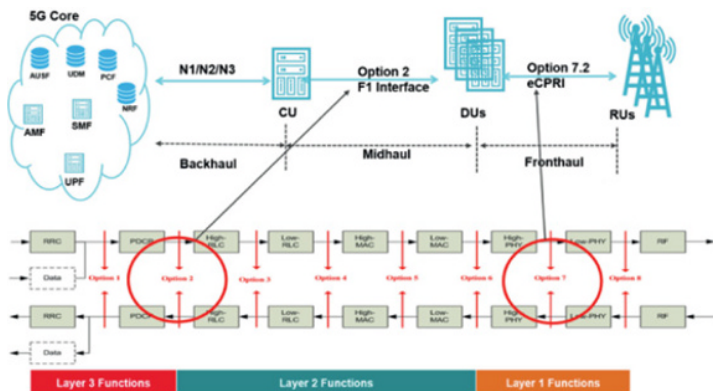 5G Core
AUSF
UDM
PCF
NRF
AMF
SMF
UPF
N1/N2/N3
CU
Option 2
F1 Interface
DUs
Option 7.2
eCPRI
RUs
Backhaul
Midhaul
Fronthaul
RRC
PDCP
High-
RLC
Low-
RLC
High-
MAC
Low-
MAC
High-
PHY
Low-PHY
RF
Data
Option 1
Option 2
Option 3
Option 4
Option 5
Option 6
Option 7
Option 8
RRC
PDCP
High-
RLC
Low-
RLC
High-
MAC
Low-
MAC
High-
PHY
Low-PHY
RF
Data
Layer 3 Functions
Layer 2 Functions
Layer 1 Functions